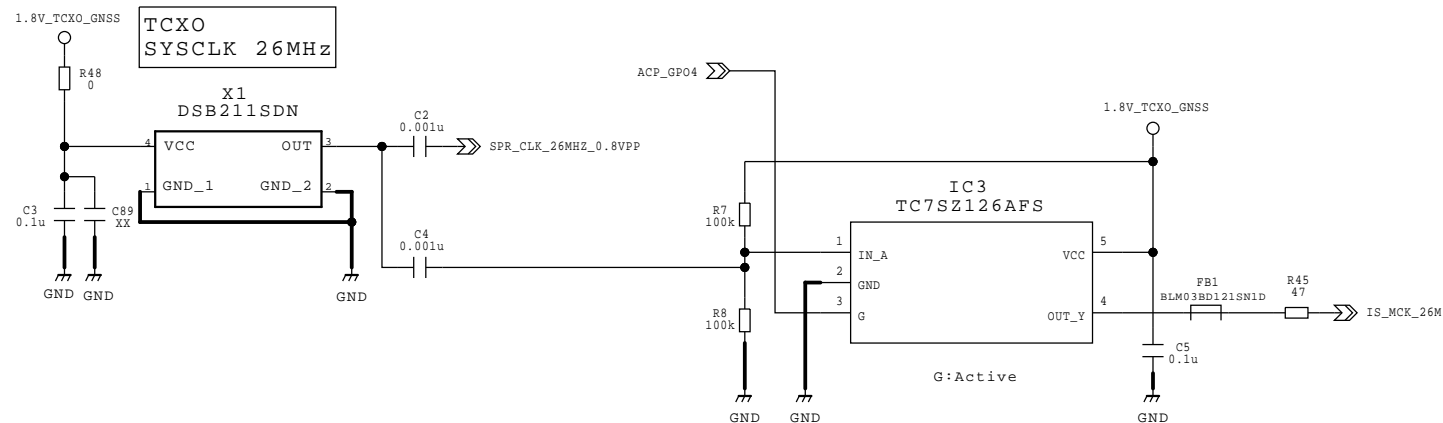 1.8V_TCXO_GNSS
TCXO
SYSCLK 26MHz
R48
0
X1
DSB211SDN
4
VCC
OUT
3
1
GND_1
GND_2
2
C3
0.1u
C89
XX
GND
GND
GND
C2
0.001u
SPR_CLK_26MHZ_0.8VPP
C4
0.001u
ACP_GPO4
1.8V_TCXO_GNSS
R7
100k
R8
100k
IC3
TC7SZ126AFS
1
IN_A
2
GND
3
G
5
VCC
4
OUT_Y
G:Active
FB1
BLM03BD121SN1D
R45
47
IS_MCK_26M
C5
0.1u
GND
GND
GND